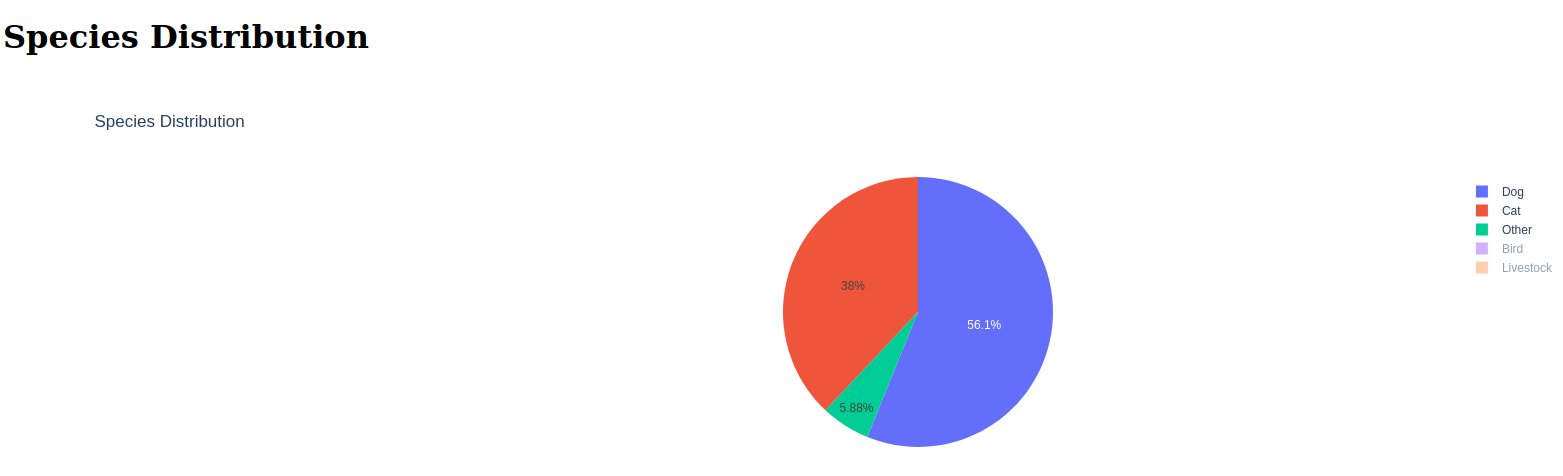 Species Distribution
Species Distribution
Dog
Cat
Other
Bird
Livestock
38%
56.1%
5.88%